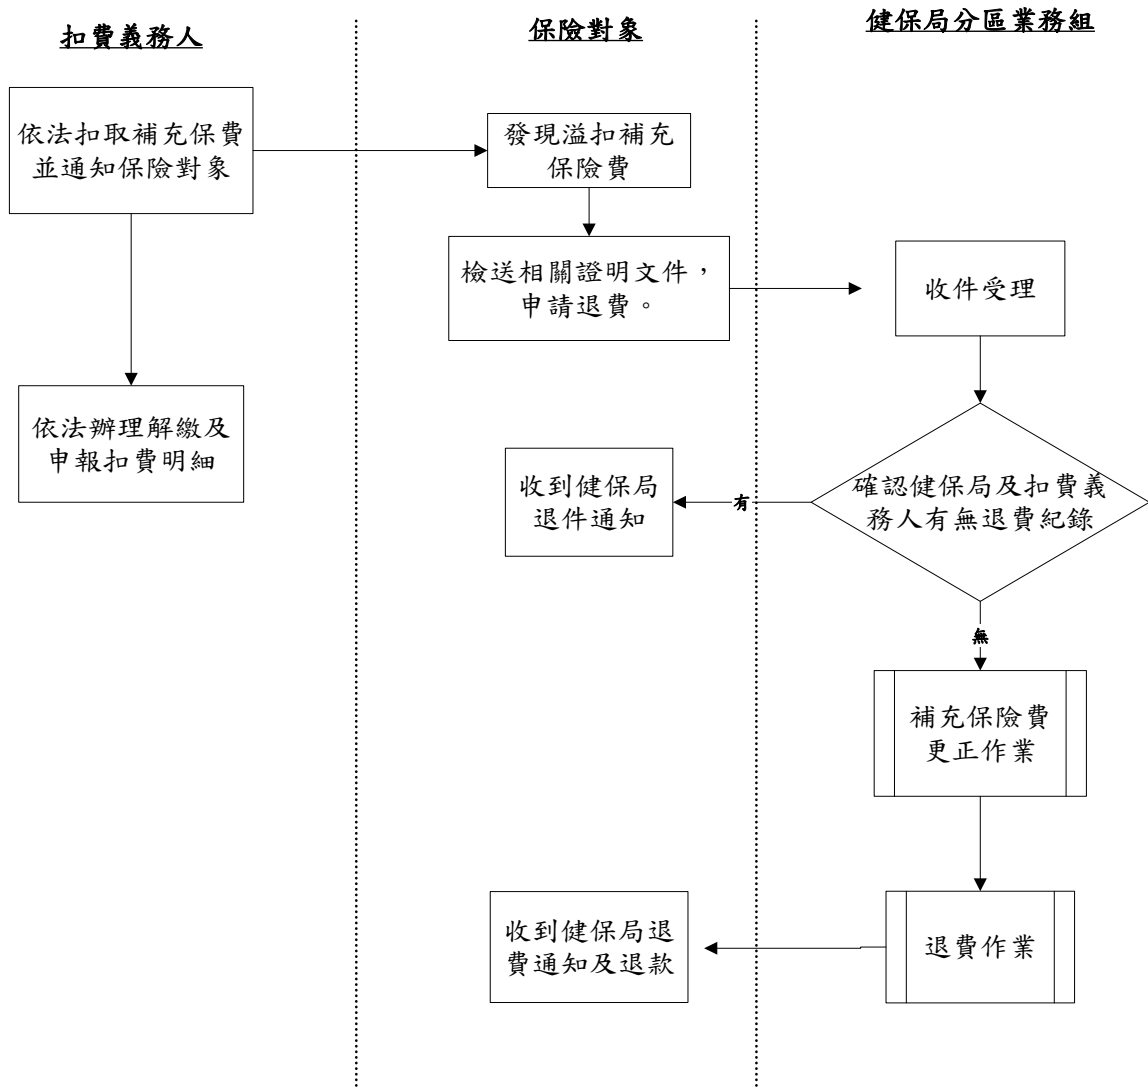 扣費義務人
保險對象
健保局分區業務組
依法扣取補充保費
並通知保險對象
發現溢扣補充
保險費
檢送相關證明文件，
申請退費。
收件受理
依法辦理解繳及
申報扣費明細
收到健保局
退件通知
有
確認健保局及扣費義
務人有無退費紀錄
無
補充保險費
更正作業
收到健保局退
費通知及退款
退費作業